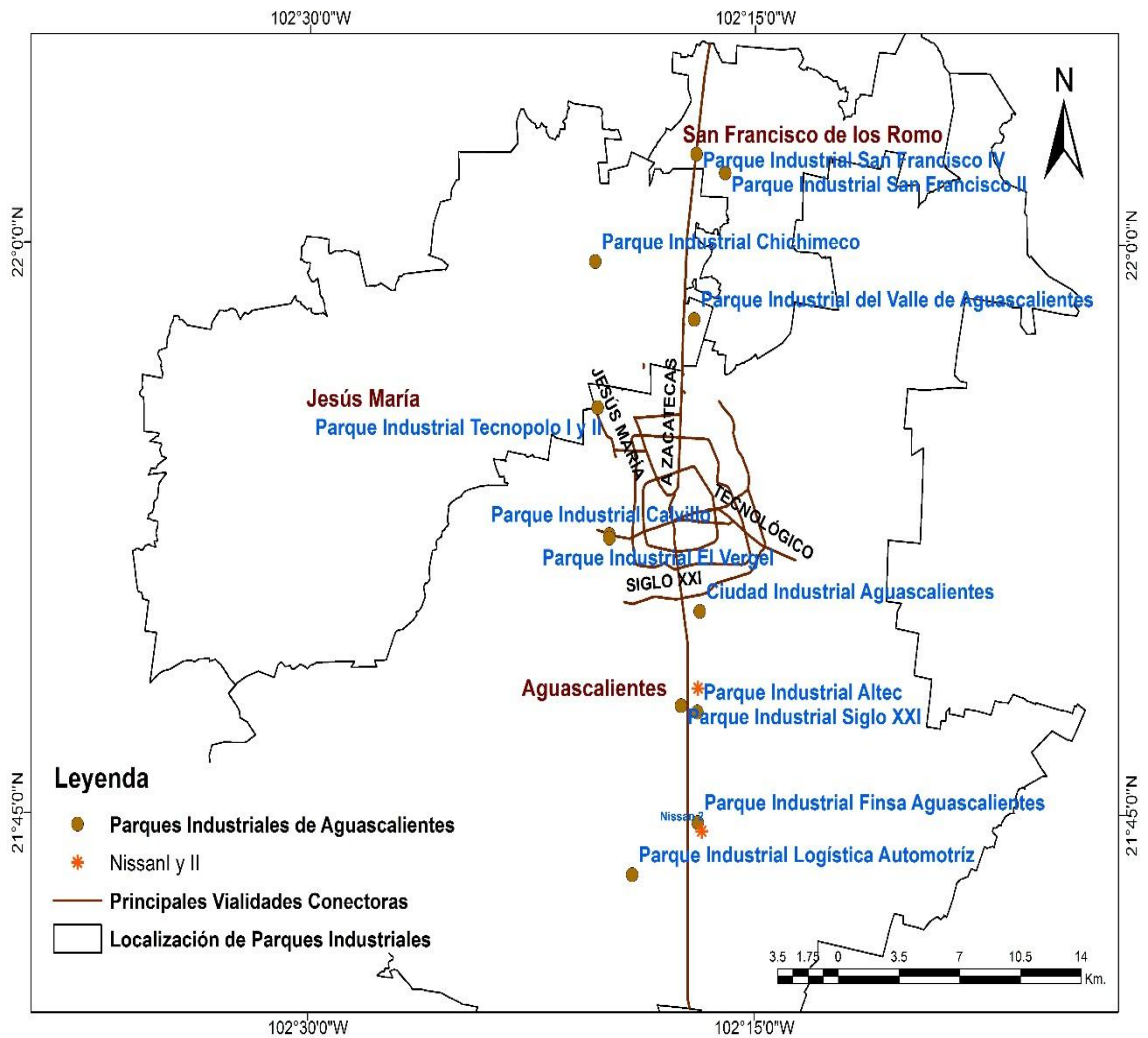 102°30'0"W
102°15'0"W
N
San Francisco de los Romo
Parque Industrial San Francisco IV
Parque Industrial San Francisco II
22°0'0"N
22°0'0"N
Parque Industrial Chichimeco
Parque Industrial del Valle de Aguascalientes
JESÚS MARÍA
A ZACATECAS
Jesús María
Parque Industrial Tecnopolo I y II
TECNOLÓGICO
Parque Industrial Calvillo
Parque Industrial El Vergel
SIGLO XXI
Ciudad Industrial Aguascalientes
Aguascalientes
Parque Industrial Altec
Parque Industrial Siglo XXI
21°45'0"N
21°45'0"N
Parque Industrial Finsa Aguascalientes
Nissan 2
Parque Industrial Logística Automotríz
Leyenda
Parques Industriales de Aguascalientes
NissanI y II
Principales Vialidades Conectoras
Localización de Parques Industriales
3.5 1.75 0 3.5 7 10.5 14
Km.
102°30'0"W
102°15'0"W